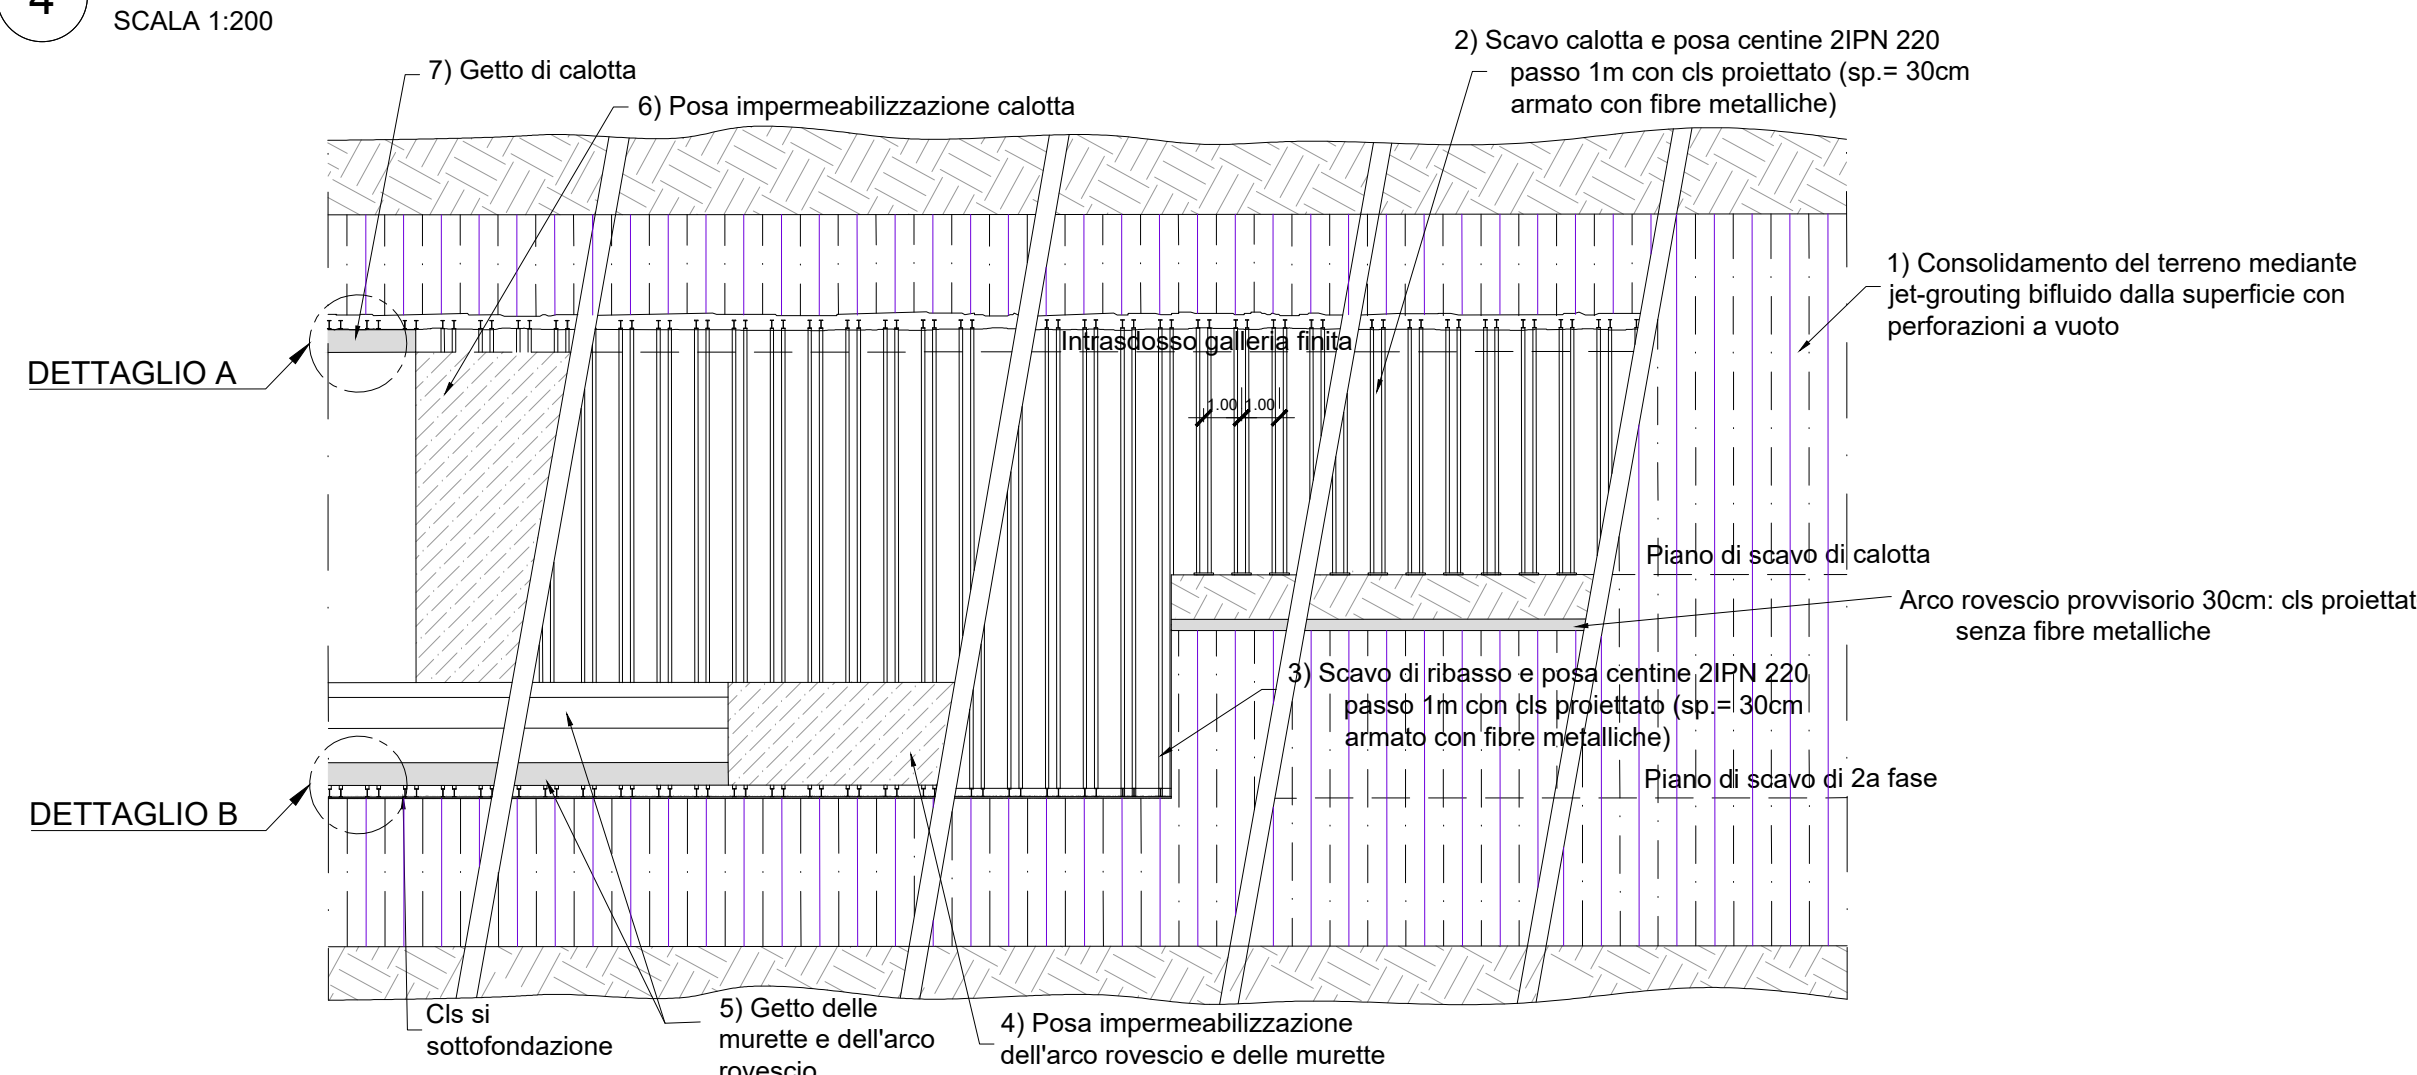 4
SCALA 1:200
7) Getto di calotta
6) Posa impermeabilizzazione calotta
2) Scavo calotta e posa centine 2IPN 220
passo 1m con cls proiettato (sp.= 30cm
armato con fibre metalliche)
1) Consolidamento del terreno mediante
jet-grouting bifluido dalla superficie con
perforazioni a vuoto
DETTAGLIO A
Intrasdosso galleria finita
1.00
1.00
Piano di scavo di calotta
Arco rovescio provvisorio 30cm: cls proiettat
senza fibre metalliche
3) Scavo di ribasso e posa centine 2IPN 220
passo 1m con cls proiettato (sp.= 30cm
armato con fibre metalliche)
Piano di scavo di 2a fase
DETTAGLIO B
Cls si
sottofondazione
5) Getto delle
murette e dell'arco
rovescio
4) Posa impermeabilizzazione
dell'arco rovescio e delle murette